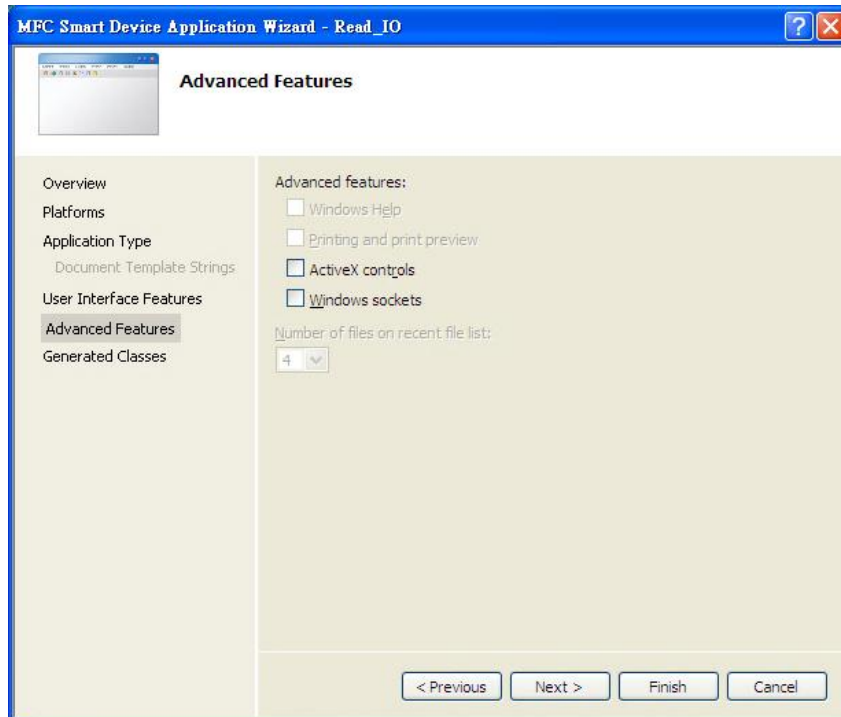 MFC Smart Device Application Wizard - Read_IO
Advanced Features
Overview
Platforms
Application Type
Document Template Strings
User Interface Features
Advanced Features
Generated Classes
Advanced features:
Windows Help
Printing and print preview
ActiveX controls
Windows sockets
Number of files on recent file list:
4
< Previous
Next >
Finish
Cancel